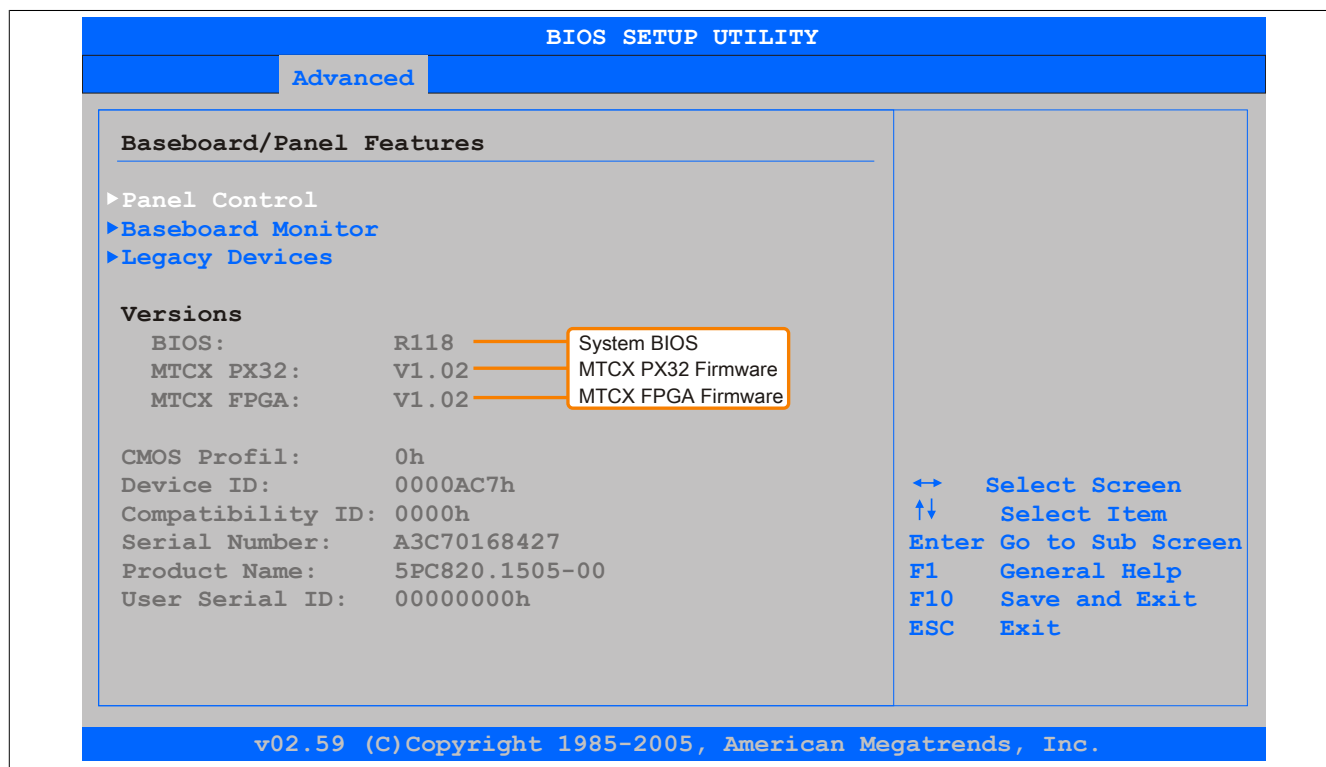 BIOS SETUP UTILITY
Advanced
Baseboard/Panel Features
Panel Control
Baseboard Monitor
Legacy Devices
Versions
BIOS: R118 System BIOS
MTCX PX32: V1.02 MTCX PX32 Firmware
MTCX FPGA: V1.02 MTCX FPGA Firmware
CMOS Profil: 0h
Device ID: 0000AC7h
Compatibility ID: 0000h
Serial Number: A3C70168427
Product Name: 5PC820.1505-00
User Serial ID: 00000000h
Select Screen
Select Item
Enter Go to Sub Screen
F1 General Help
F10 Save and Exit
ESC Exit
v02.59 (C)Copyright 1985-2005, American Megatrends, Inc.